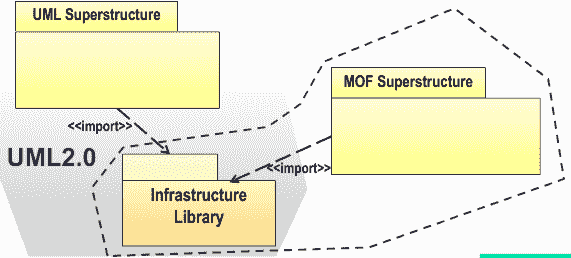 UML Superstructure
MOF Superstructure
<<import>>
UML2.0
<<import>>
Infrastructure
Library